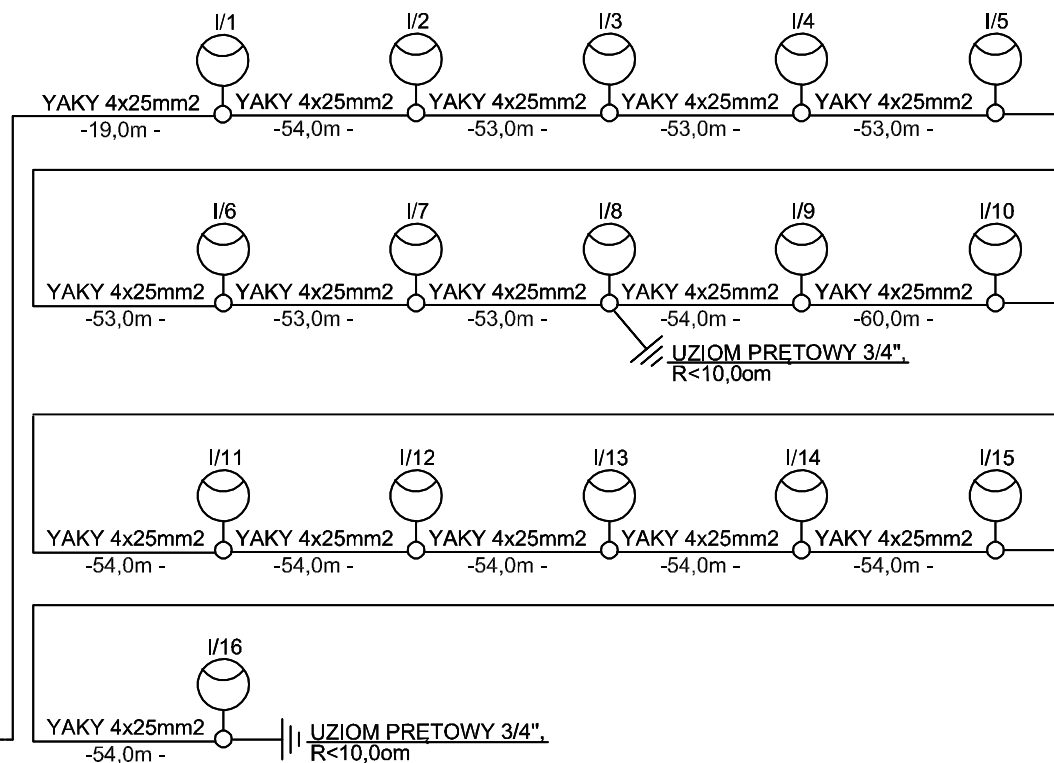 I/1 I/2 I/3 I/4 I/5
YAKY 4x25mm2 YAKY 4x25mm2 YAKY 4x25mm2 YAKY 4x25mm2 YAKY 4x25mm2
-19,0m - -54,0m - -53,0m - -53,0m - -53,0m -
I/6 I/7 I/8 I/9 I/10
YAKY 4x25mm2 YAKY 4x25mm2 YAKY 4x25mm2 YAKY 4x25mm2 YAKY 4x25mm2
-53,0m - -53,0m - -53,0m - -54,0m - -60,0m -
UZIOM PRĘTOWY 3/4",
R<10,0om
I/11 I/12 I/13 I/14 I/15
YAKY 4x25mm2 YAKY 4x25mm2 YAKY 4x25mm2 YAKY 4x25mm2 YAKY 4x25mm2
-54,0m - -54,0m - -54,0m - -54,0m - -54,0m -
I/16
YAKY 4x25mm2
-54,0m -
UZIOM PRĘTOWY 3/4",
R<10,0om